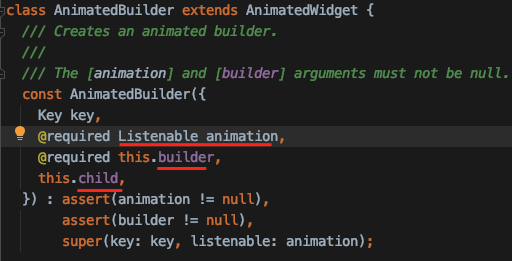 class AnimatedBuilder extends AnimatedWidget {
/// Creates an animated builder.
///
/// The [animation] and [builder] arguments must not be null.
const AnimatedBuilder({
Key key,
@required Listenable animation,
@required this.builder,
this.child,
}) : assert(animation != null),
assert(builder != null),
super(key: key, listenable: animation);